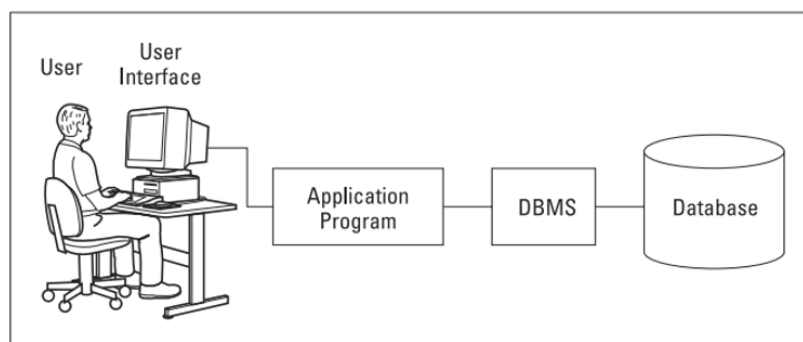 User
User
Interface
Application
Program
DBMS
Database